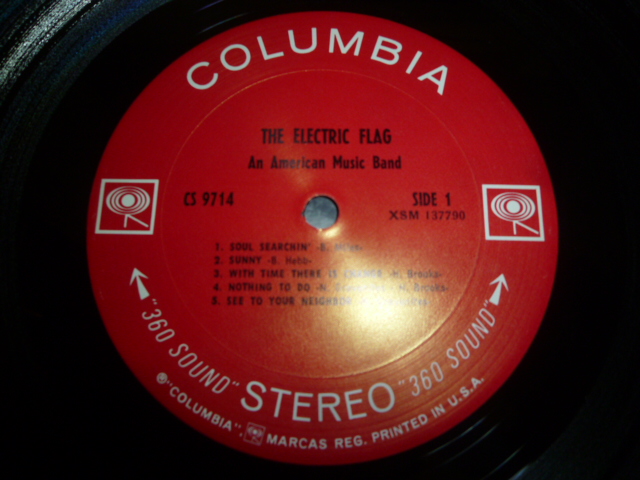 COLUMBIA
THE ELECTRIC FLAG
An American Music Band
CS 9714
SIDE 1
XSM 137790
1. SOUL SEARCHIN'
2. SUNNY -B. Hebb-
3. WITH TIME THERE IS -H. Brooks-
4. NOTHING TO DO -N. H. Brooks-
5. SEE TO YOUR NEIGHBOR
"360 SOUND" STEREO "360 SOUND"
℗ "COLUMBIA", MARCAS REG. PRINTED IN U.S.A.